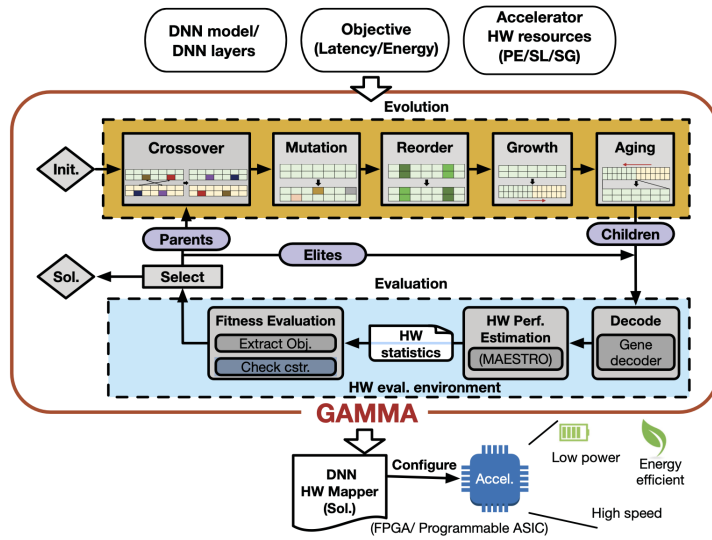 DNN model/
DNN layers
Objective
(Latency/Energy)
Accelerator
HW resources
(PE/SL/SG)
Evolution
Init.
Crossover
Mutation
Reorder
Growth
Aging
Parents
Children
Elites
Sol.
Select
Evaluation
Fitness Evaluation
Extract Obj.
Check cstr.
HW
statistics
HW Perf.
Estimation
(MAESTRO)
Decode
Gene
decoder
HW eval. environment
GAMMA
DNN
HW Mapper
(Sol.)
Configure
Accel.
(FPGA/ Programmable ASIC)
Low power
Energy
efficient
High speed